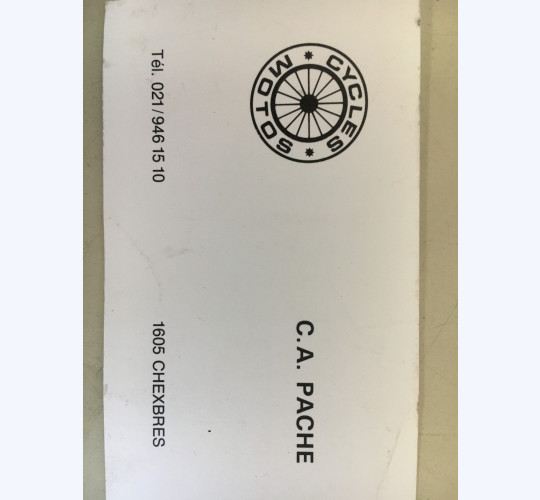 CYCLES
MOTOS
C.A. PACHE
Tél. 021/946 15 10
1605 CHEXBRES